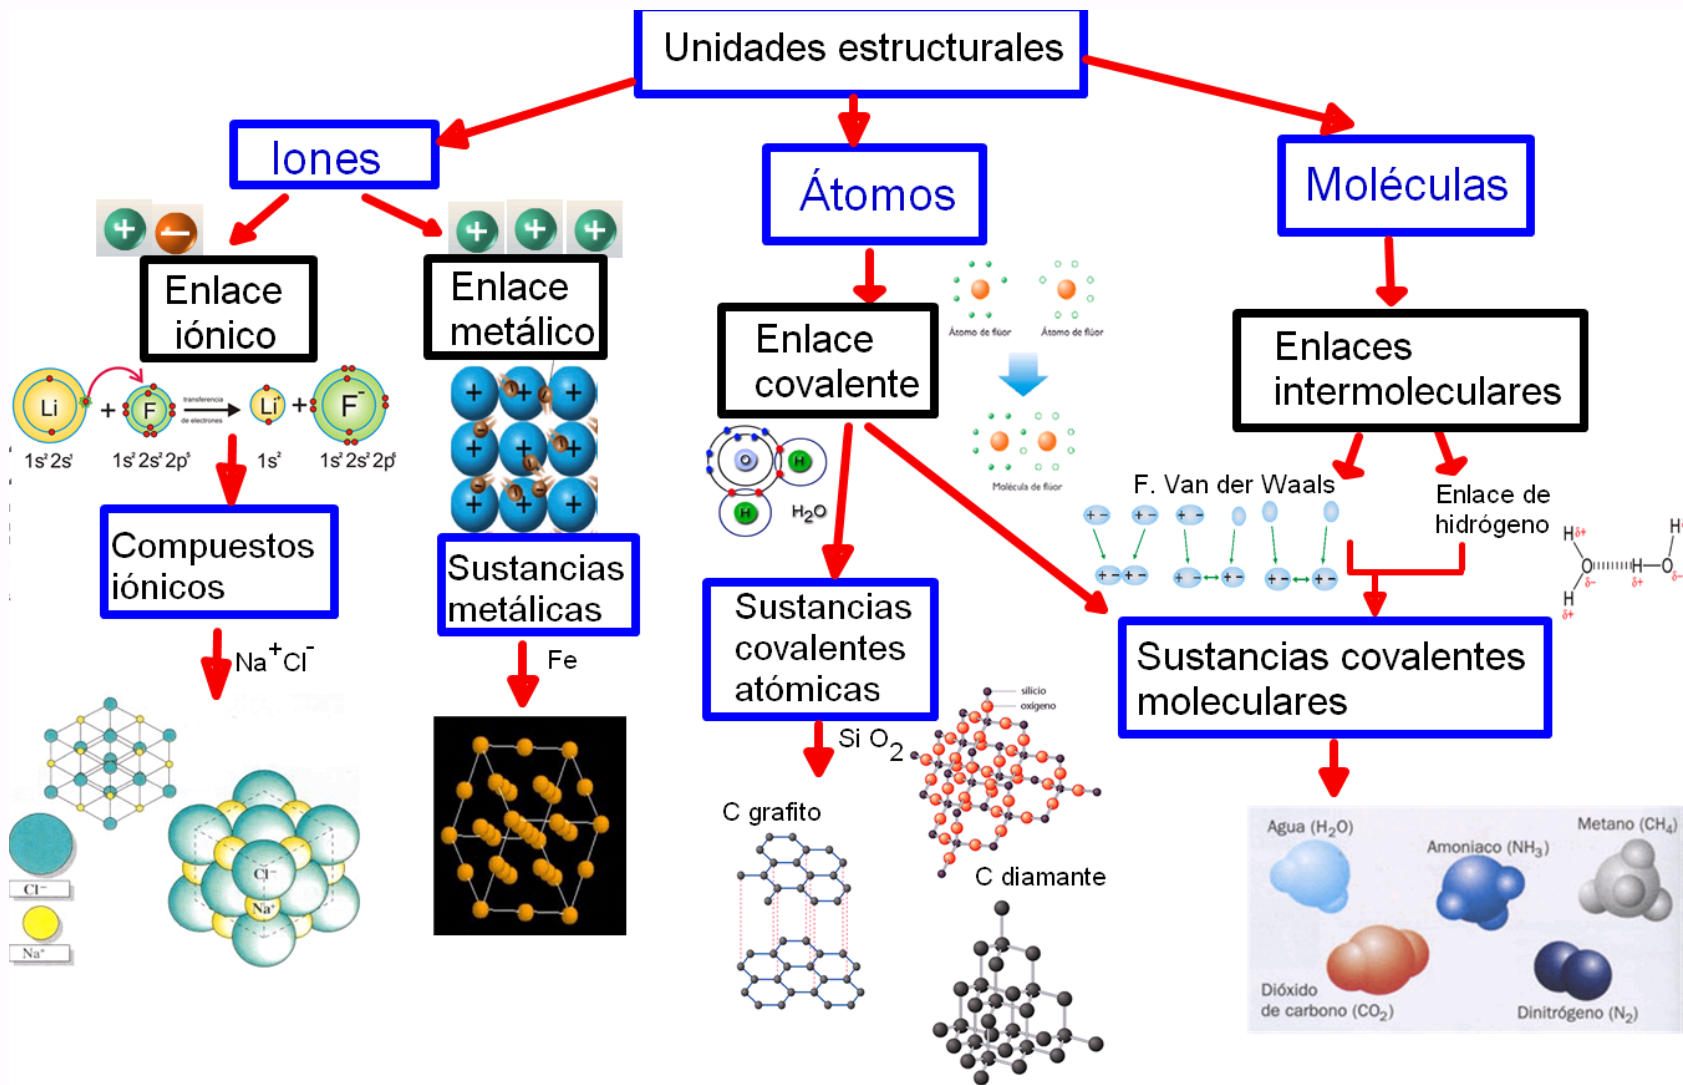 Unidades estructurales
Iones
Átomos
Moléculas
+ −
+ + +
Enlace
iónico
Enlace
metálico
Enlace
covalente
Enlaces
intermoleculares
Átomo de flúor
Átomo de flúor
Molécula de flúor
Li + F transferencia de electrones Li⁺ + F⁻
1s² 2s¹ 1s² 2s² 2p⁵ 1s² 1s² 2s² 2p⁶
+ + +
+ + +
+ + +
O H
H H₂O
F. Van der Waals
Enlace de
hidrógeno
+ − + − + −
+ − + − + − + − + − + −
H δ+ O δ− H δ+ O δ− H δ+
H δ+
Compuestos
iónicos
Sustancias
metálicas
Sustancias
covalentes
atómicas
Sustancias covalentes
moleculares
Na⁺Cl⁻
Fe
Si O₂
silicio
oxígeno
C grafito
C diamante
Cl⁻
Na⁺
Cl⁻
Na⁺
Agua (H₂O)
Amoniaco (NH₃)
Metano (CH₄)
Dióxido
de carbono (CO₂)
Dinitrógeno (N₂)